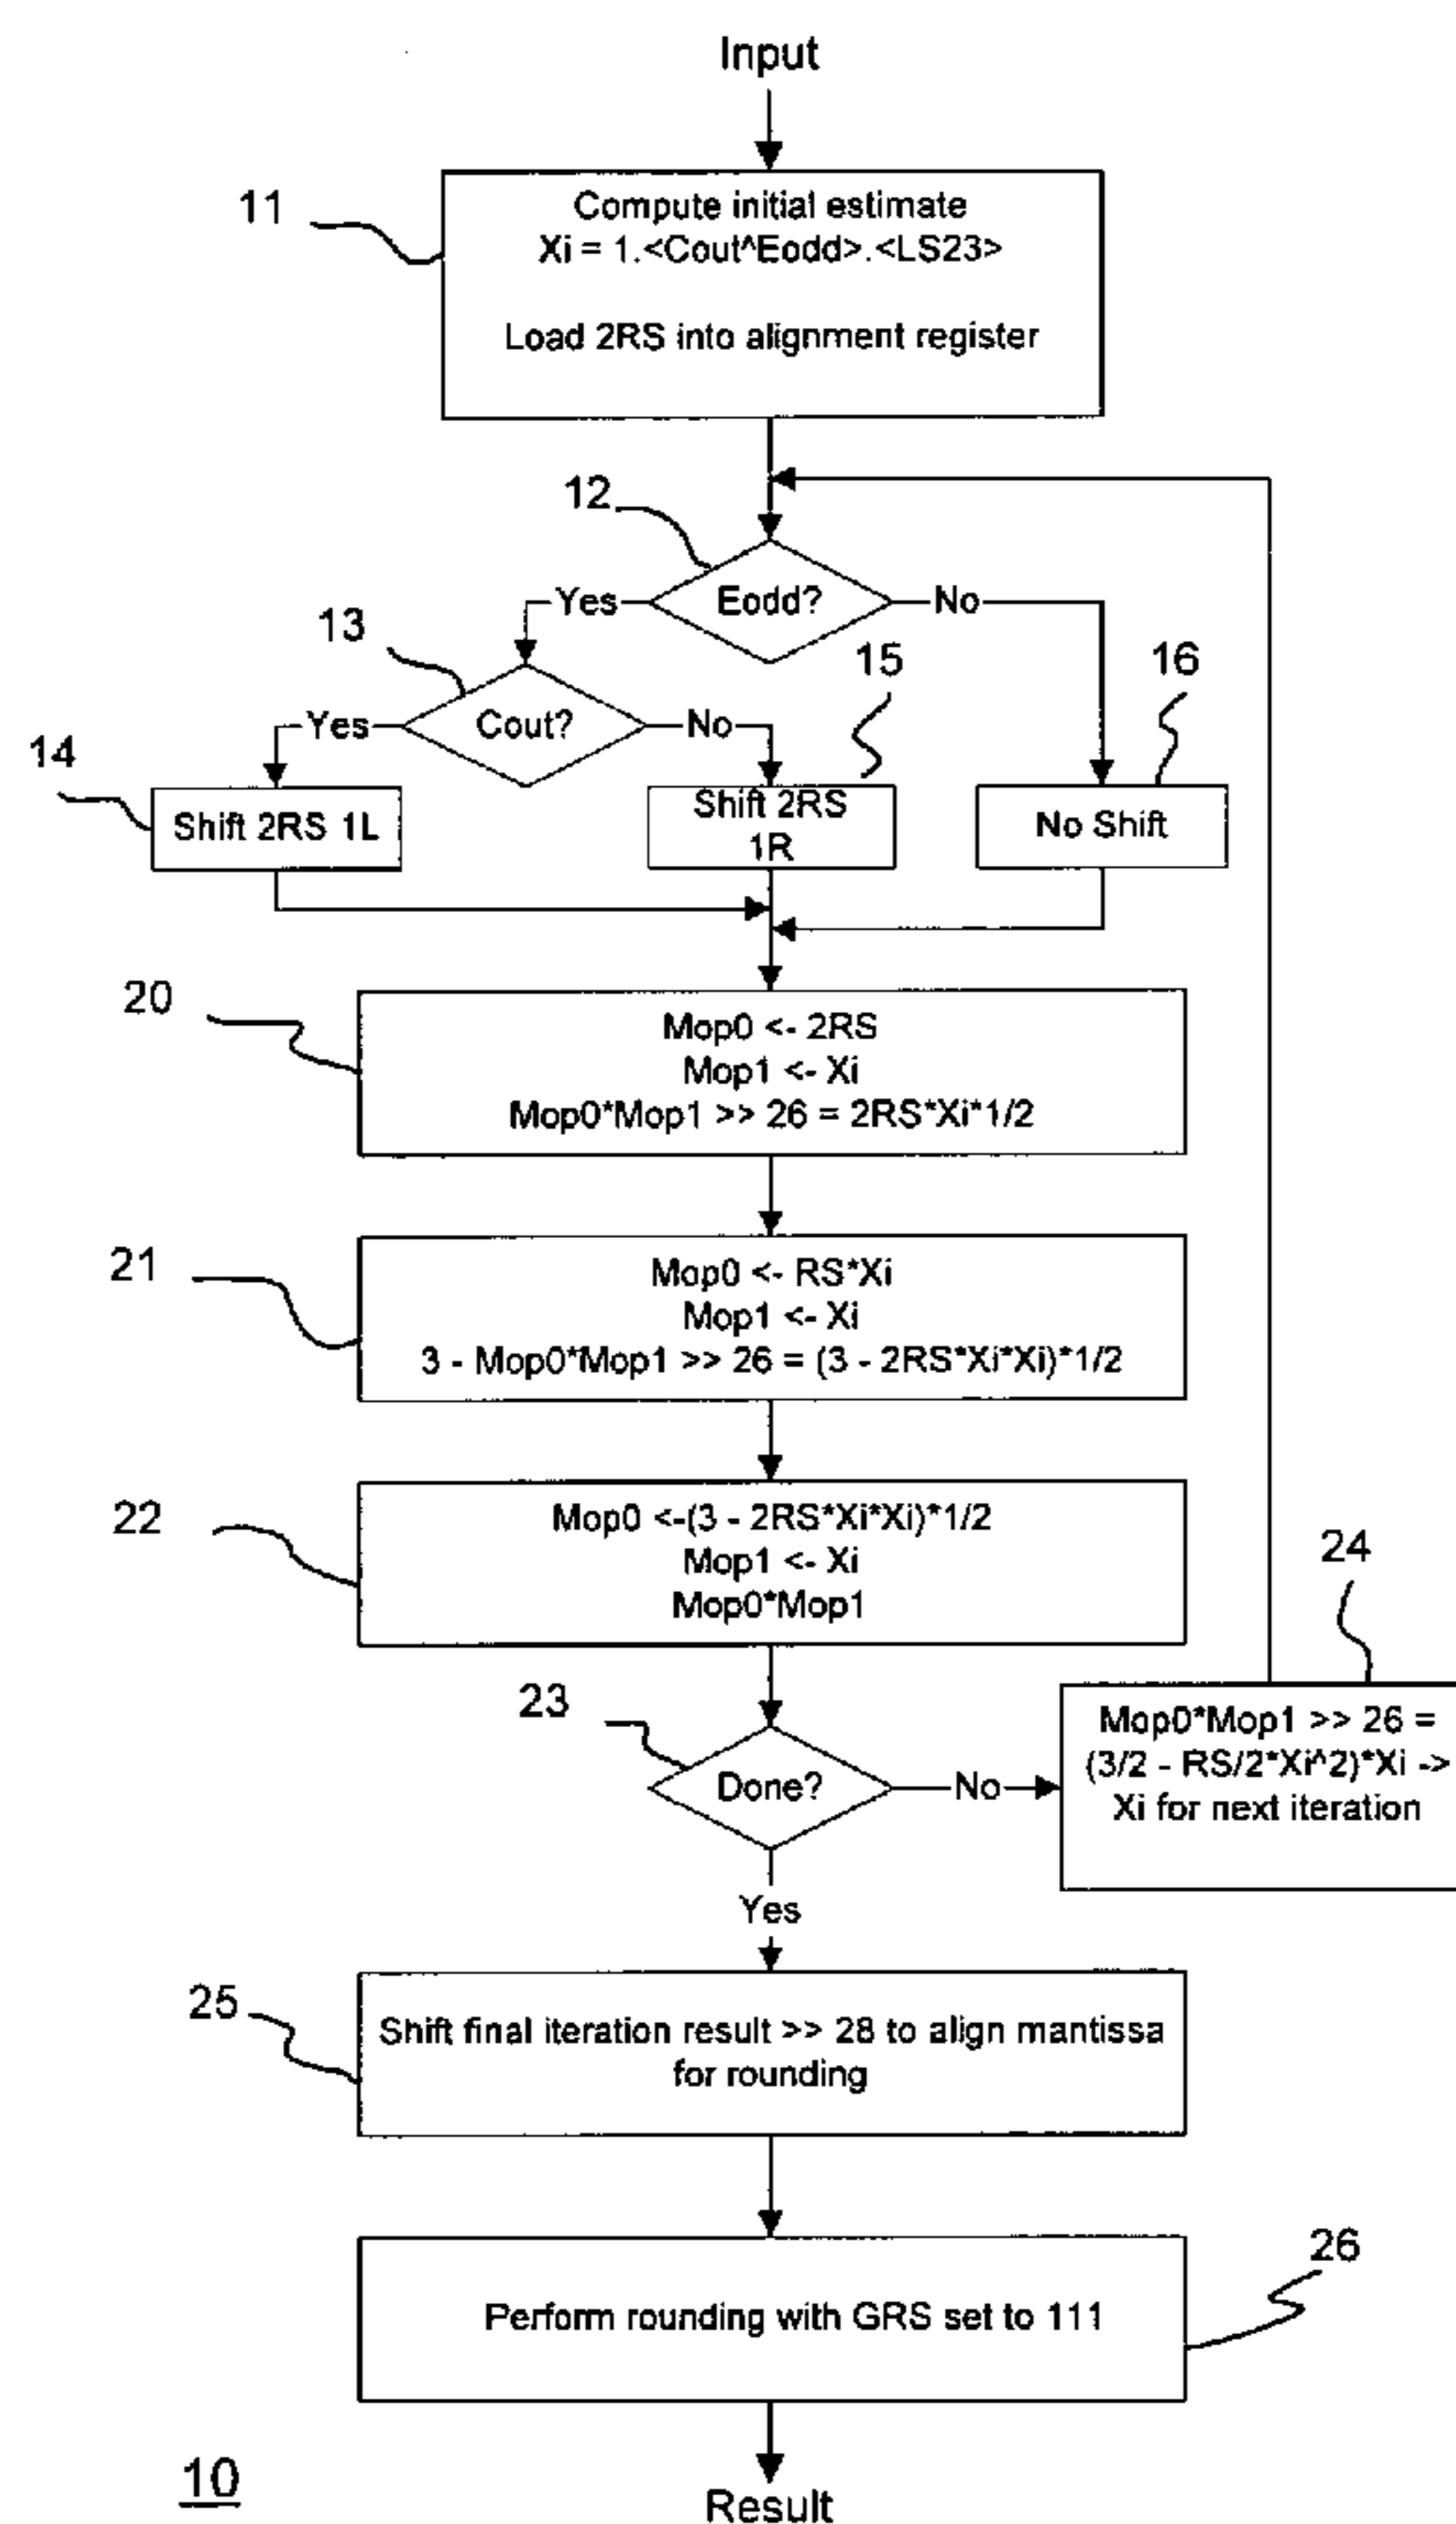 Input
11
Compute initial estimate
Xi = 1.<Cout^Eodd>.<LS23>
Load 2RS into alignment register
12
Eodd?
Yes
No
13
Cout?
Yes
No
15
16
14
Shift 2RS 1L
Shift 2RS
1R
No Shift
20
Mop0 <- 2RS
Mop1 <- Xi
Mop0*Mop1 >> 26 = 2RS*Xi*1/2
21
Mop0 <- RS*Xi
Mop1 <- Xi
3 - Mop0*Mop1 >> 26 = (3 - 2RS*Xi*Xi)*1/2
22
Mop0 <-(3 - 2RS*Xi*Xi)*1/2
Mop1 <- Xi
Mop0*Mop1
24
23
Done?
No
Mop0*Mop1 >> 26 =
(3/2 - RS/2*Xi^2)*Xi ->
Xi for next iteration
Yes
25
Shift final iteration result >> 28 to align mantissa
for rounding
26
Perform rounding with GRS set to 111
10
Result